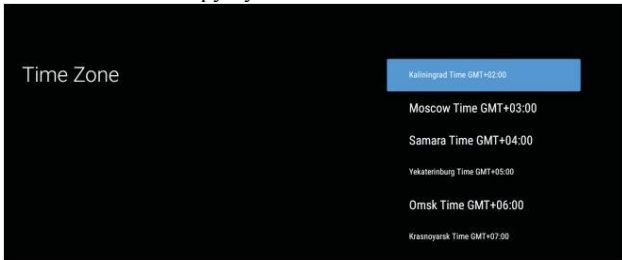 Time Zone
Kaliningrad Time GMT+02:00
Moscow Time GMT+03:00
Samara Time GMT+04:00
Yekaterinburg Time GMT+05:00
Omsk Time GMT+06:00
Krasnoyarsk Time GMT+07:00